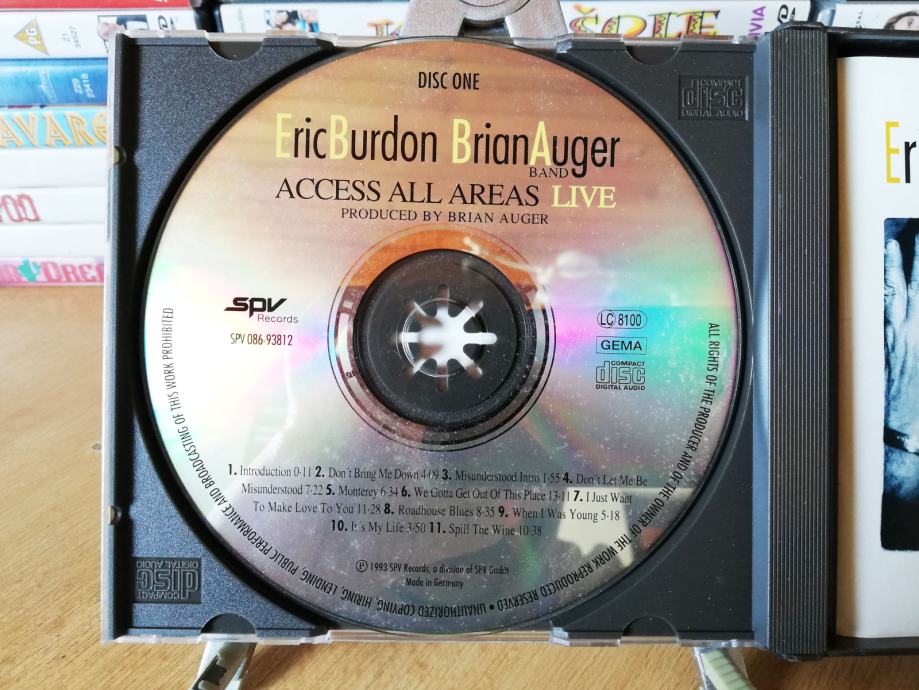 PG
Z29
23418
AVARE
POD
DREA
DISC ONE
EricBurdon BrianAuger
BAND
ACCESS ALL AREAS LIVE
PRODUCED BY BRIAN AUGER
spv
Records
SPV 086-93812
LC 8100
GEMA
COMPACT
disc
DIGITAL AUDIO
1. Introduction 0·11 2. Don't Bring Me Down 4·09 3. Misunderstood Intro 1·55 4. Don't Let Me Be
Misunderstood 7·22 5. Monterey 6·34 6. We Gotta Get Out Of This Place 13·11 7. I Just Want
To Make Love To You 11·28 8. Roadhouse Blues 8·35 9. When I Was Young 5·18
10. It's My Life 3·50 11. Spill The Wine 10·38
℗ 1993 SPV Records, a division of SPV GmbH
Made in Germany
ALL RIGHTS OF THE PRODUCER AND OF THE OWNER OF THE WORK REPRODUCED RESERVED • UNAUTHORIZED COPYING, HIRING, LENDING, PUBLIC PERFORMANCE AND BROADCASTING OF THIS WORK PROHIBITED
COMPACT
disc
DIGITAL AUDIO
COMPACT
disc
DIGITAL AUDIO
Er